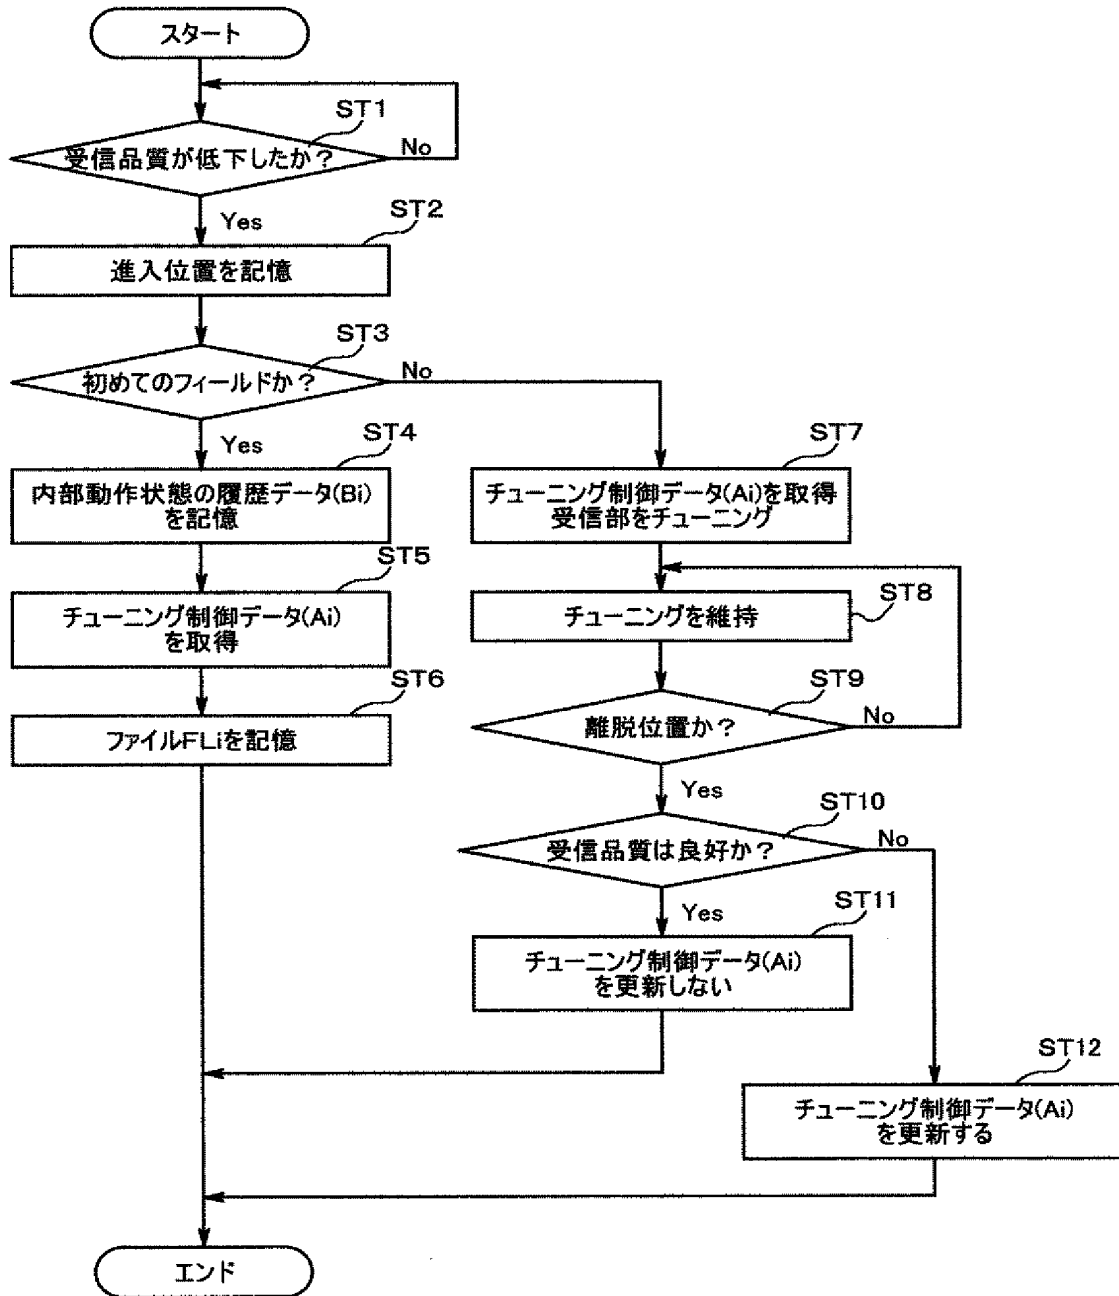 スタート
ST1
受信品質が低下したか？
No
Yes
ST2
進入位置を記憶
ST3
初めてのフィールドか？
No
Yes
ST4
内部動作状態の履歴データ(Bi)
を記憶
ST5
チューニング制御データ(Ai)
を取得
ST6
ファイルFLiを記憶
ST7
チューニング制御データ(Ai)を取得
受信部をチューニング
ST8
チューニングを維持
ST9
離脱位置か？
No
Yes
ST10
受信品質は良好か？
No
Yes
ST11
チューニング制御データ(Ai)
を更新しない
ST12
チューニング制御データ(Ai)
を更新する
エンド